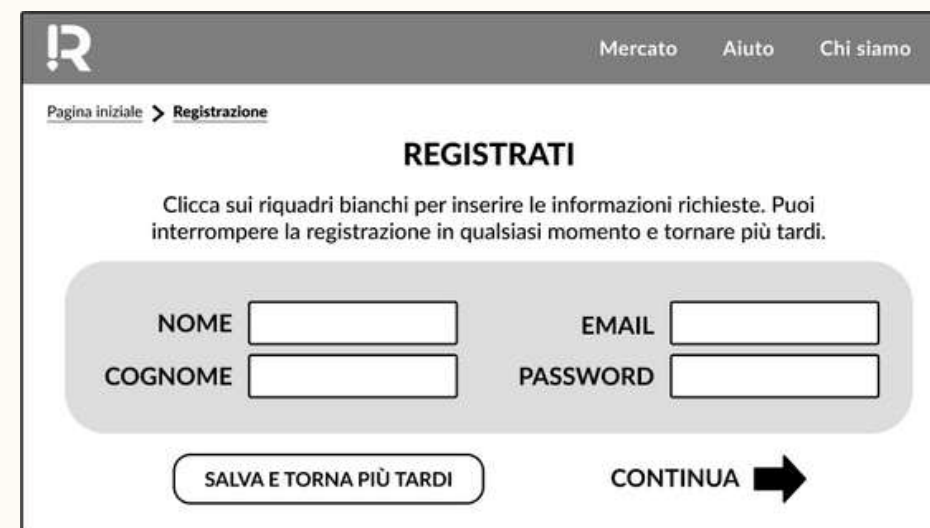 R
Mercato Aiuto Chi siamo
Pagina iniziale > Registrazione
REGISTRATI
Clicca sui riquadri bianchi per inserire le informazioni richieste. Puoi
interrompere la registrazione in qualsiasi momento e tornare più tardi.
NOME EMAIL
COGNOME PASSWORD
SALVA E TORNA PIÙ TARDI CONTINUA